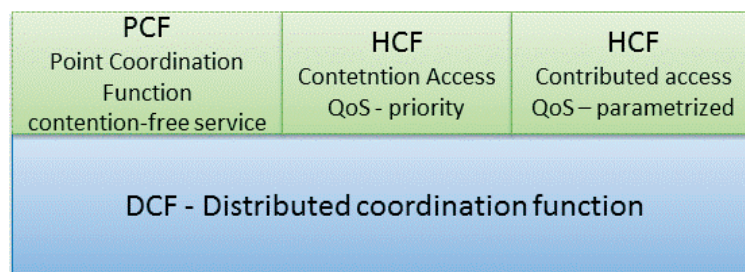 PCF
Point Coordination
Function
contention-free service
HCF
Contetntion Access
QoS - priority
HCF
Contributed access
QoS – parametrized
DCF - Distributed coordination function